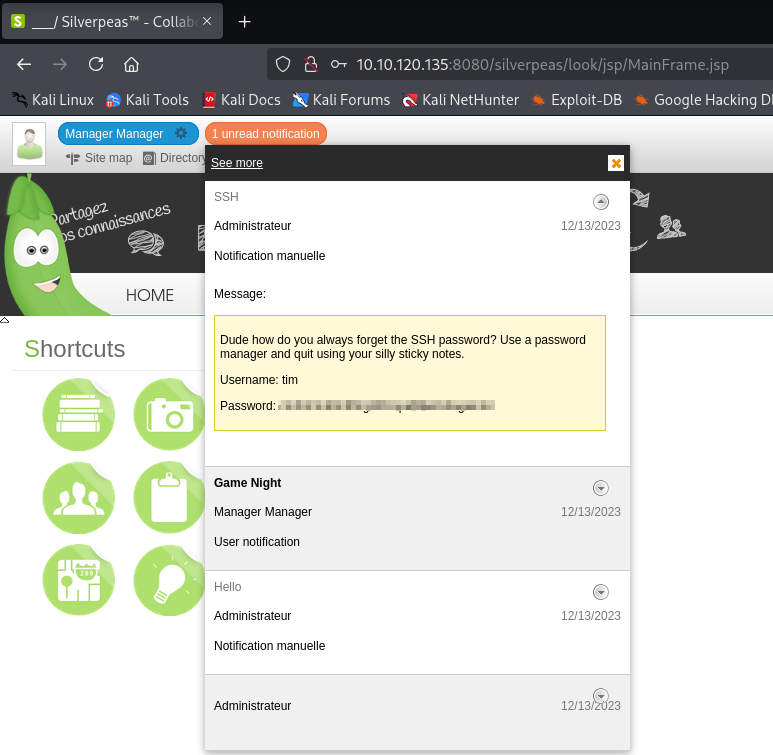 ___/ Silverpeas™ - Collab
10.10.120.135:8080/silverpeas/look/jsp/MainFrame.jsp
Kali Linux Kali Tools Kali Docs Kali Forums Kali NetHunter Exploit-DB Google Hacking D
Manager Manager 1 unread notification
Site map Directory
See more
Partagez
os connaissances
HOME
SSH
Administrateur 12/13/2023
Notification manuelle
Message:
Dude how do you always forget the SSH password? Use a password
manager and quit using your silly sticky notes.
Username: tim
Password:
Game Night
Manager Manager 12/13/2023
User notification
Hello
Administrateur 12/13/2023
Notification manuelle
Administrateur 12/13/2023
Shortcuts